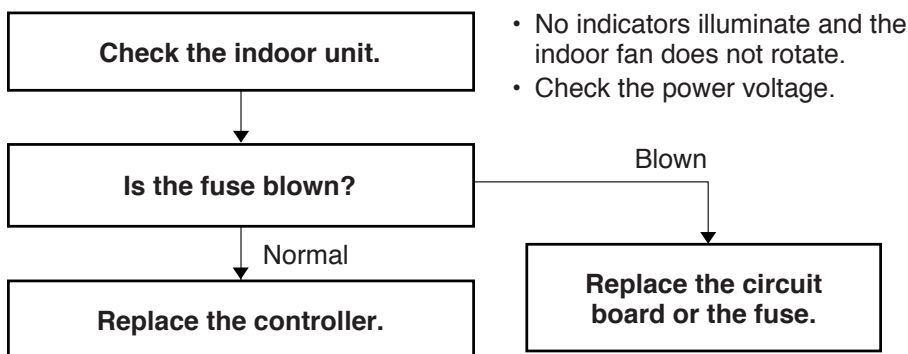 Check the indoor unit.
• No indicators illuminate and the
indoor fan does not rotate.
• Check the power voltage.
Is the fuse blown?
Blown
Normal
Replace the controller.
Replace the circuit
board or the fuse.